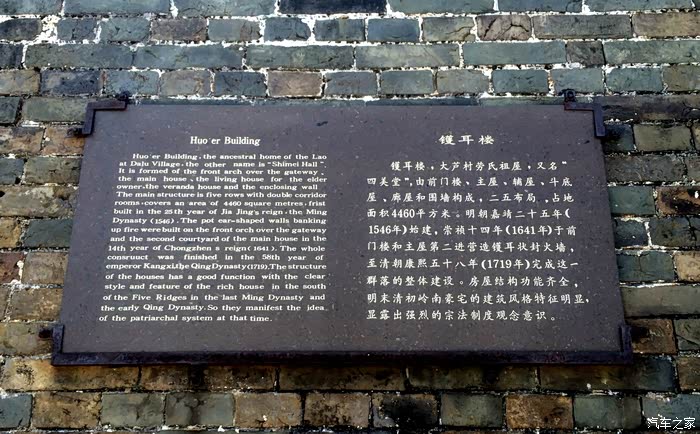 Huo'er Building
Huo'er Building, the ancestral home of the Lao
at Dalu Village, the other name is "Shimei Hall".
It is formed of the front arch over the gateway,
the main house, the living house for the elder
owner, the veranda house and the enclosing wall
The main structure is five rows with double corridor
rooms, covers an area of 4460 square metres, frist
built in the 25th year of Jia Jing's reign, the Ming
Dynasty (1546). The pot ear-shaped walls banking
up fire were built on the front orch over the gateway
and the second courtyard of the main house in the
14th year of Chongzhen a reign( 1641 ). The whole
consruuct was finished in the 58th year of
emperor Kangxi, the Qing Dynasty (1719). The structure
of the houses has a good function with the clear
style and feature of the rich house in the south
of the Five Ridges in the last Ming Dynasty and
the early Qing Dynasty. So they manifest the idea
of the patriarchal system at that time.
镬耳楼
镬耳楼，大芦村劳氏祖屋，又名"
四美堂"，由前门楼、主屋、辅屋、斗底
屋、廊屋和围墙构成，二五布局，占地
面积4460平方米。明朝嘉靖二十五年(
1546年)始建，崇祯十四年(1641年)于前
门楼和主屋第二进营造镬耳状封火墙，
至清朝康熙五十八年(1719年)完成这一
群落的整体建设。房屋结构功能齐全，
明末清初岭南豪宅的建筑风格特征明显，
显露出强烈的宗法制度观念意识。
汽车之家